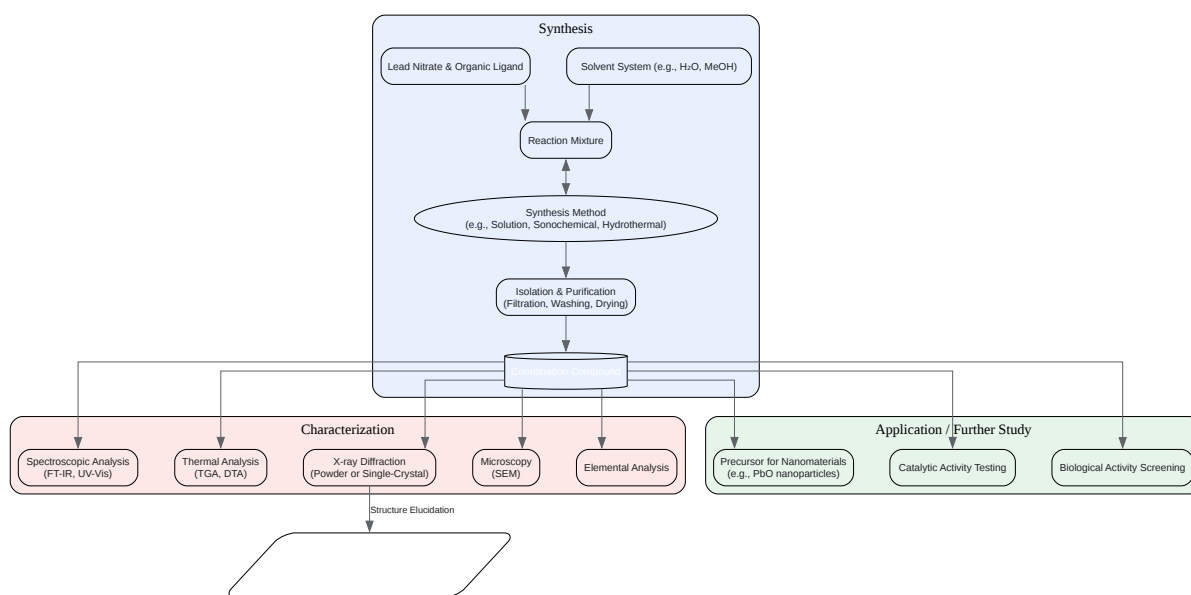 Synthesis
Lead Nitrate & Organic Ligand
Solvent System (e.g., H₂O, MeOH)
Reaction Mixture
Synthesis Method
(e.g., Solution, Sonochemical, Hydrothermal)
Isolation & Purification
(Filtration, Washing, Drying)
Coordination Compound
Characterization
Spectroscopic Analysis
(FT-IR, UV-Vis)
Thermal Analysis
(TGA, DTA)
X-ray Diffraction
(Powder or Single-Crystal)
Microscopy
(SEM)
Elemental Analysis
Application / Further Study
Precursor for Nanomaterials
(e.g., PbO nanoparticles)
Catalytic Activity Testing
Biological Activity Screening
Structure Elucidation